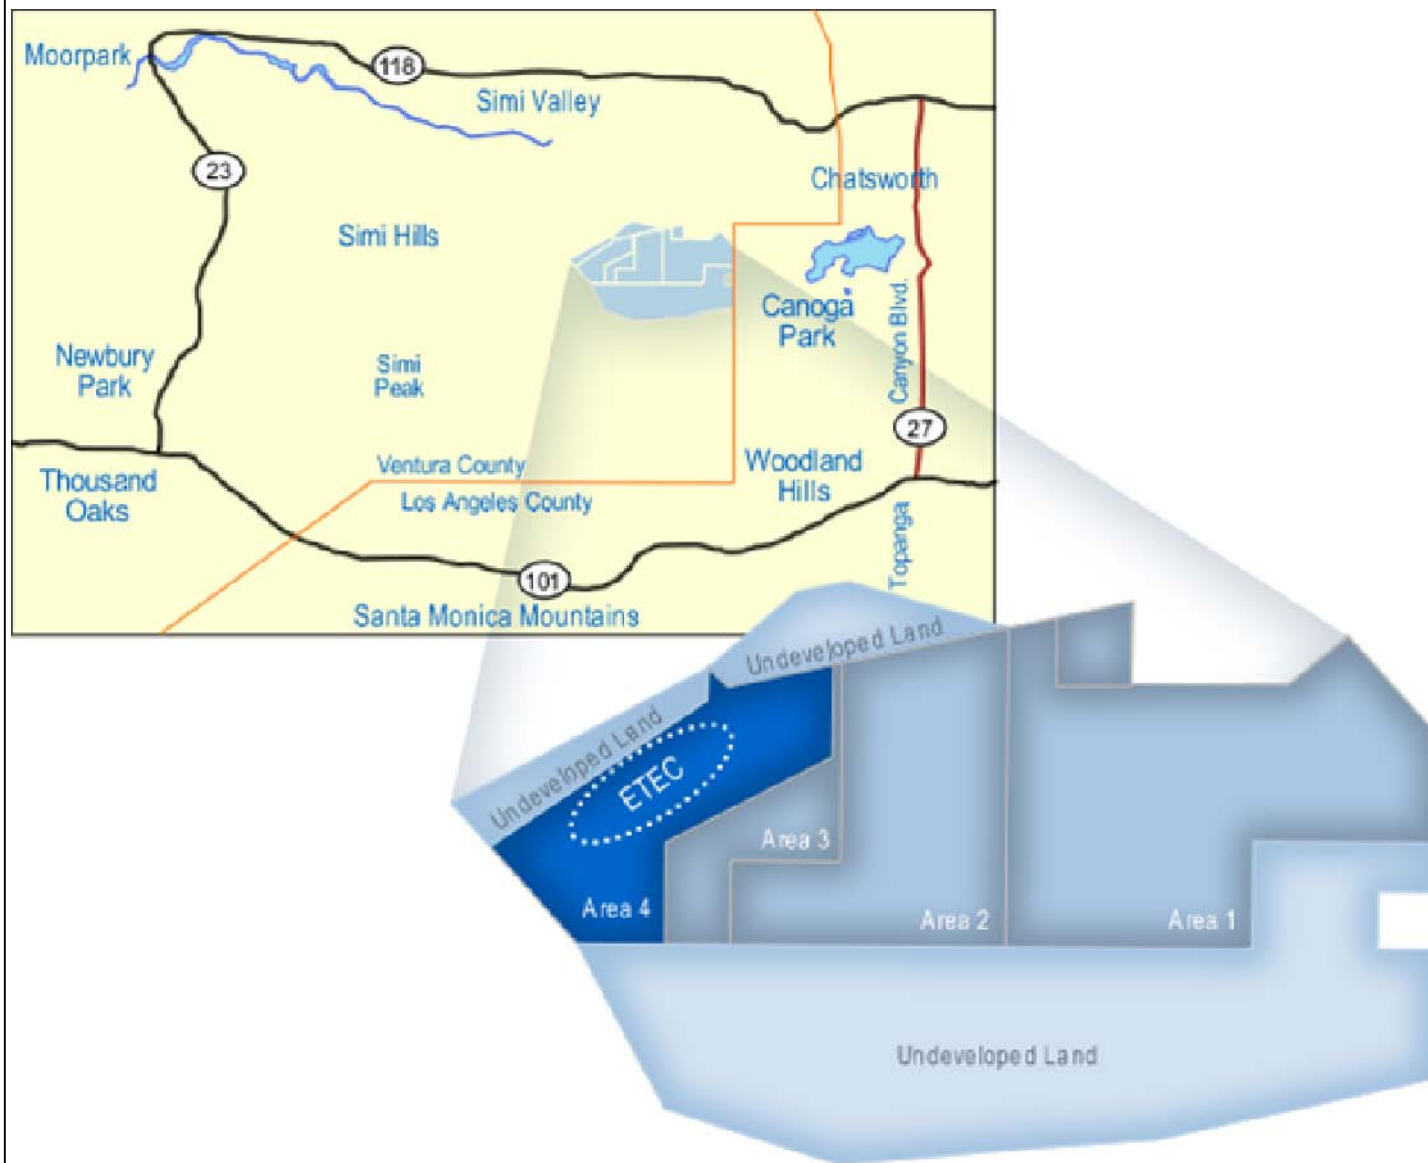 Moorpark
118
Simi Valley
23
Chatsworth
Simi Hills
Canoga
Park
Canyon Blvd.
Newbury
Park
Simi
Peak
27
Ventura County
Woodland
Hills
Thousand
Oaks
Los Angeles County
Topanga
101
Santa Monica Mountains
Undeveloped Land
Undeveloped Land
ETEC
Area 3
Area 4
Area 2
Area 1
Undeveloped Land